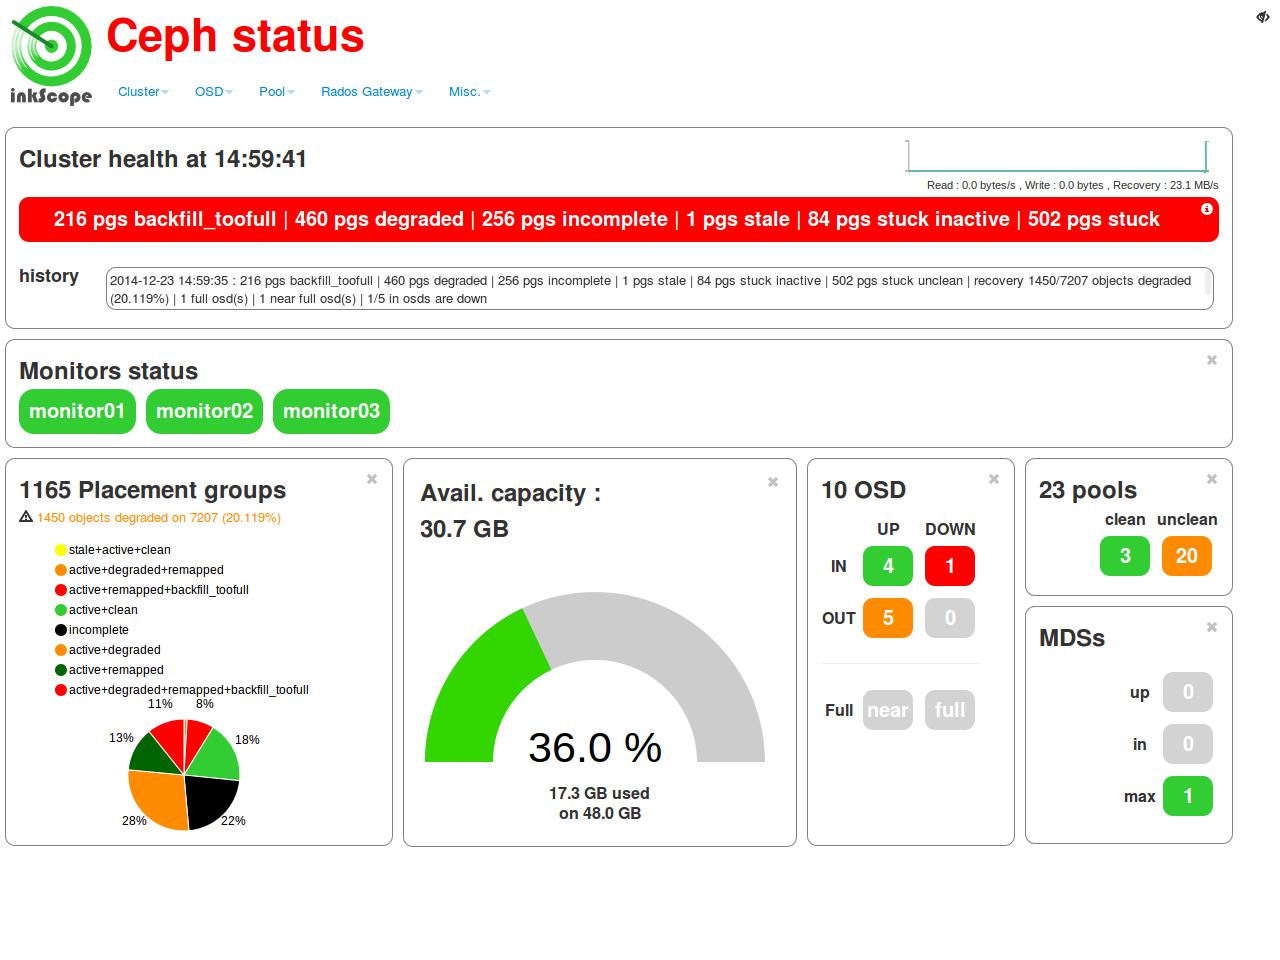 Ceph status
inkScope
Cluster OSD Pool Rados Gateway Misc.
Cluster health at 14:59:41
Read : 0.0 bytes/s , Write : 0.0 bytes , Recovery : 23.1 MB/s
216 pgs backfill_toofull | 460 pgs degraded | 256 pgs incomplete | 1 pgs stale | 84 pgs stuck inactive | 502 pgs stuck
history
2014-12-23 14:59:35 : 216 pgs backfill_toofull | 460 pgs degraded | 256 pgs incomplete | 1 pgs stale | 84 pgs stuck inactive | 502 pgs stuck unclean | recovery 1450/7207 objects degraded
(20.119%) | 1 full osd(s) | 1 near full osd(s) | 1/5 in osds are down
Monitors status
monitor01 monitor02 monitor03
1165 Placement groups
1450 objects degraded on 7207 (20.119%)
stale+active+clean
active+degraded+remapped
active+remapped+backfill_toofull
active+clean
incomplete
active+degraded
active+remapped
active+degraded+remapped+backfill_toofull
11% 8%
13% 18%
28% 22%
Avail. capacity :
30.7 GB
36.0 %
17.3 GB used
on 48.0 GB
10 OSD
UP DOWN
IN 4 1
OUT 5 0
Full near full
23 pools
clean unclean
3 20
MDSs
up 0
in 0
max 1